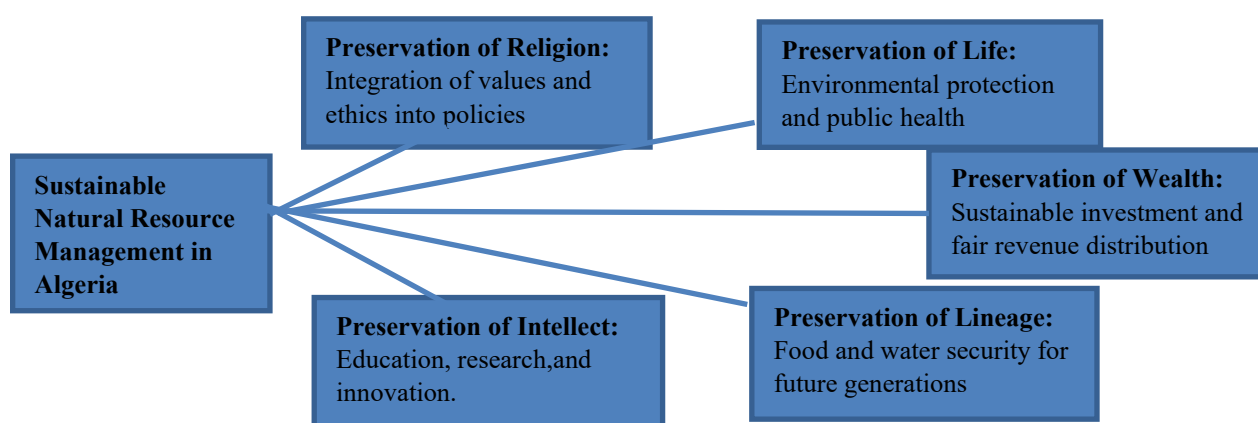 Preservation of Religion:
Integration of values and
ethics into policies
Preservation of Life:
Environmental protection
and public health
Sustainable
Natural Resource
Management in
Algeria
Preservation of Wealth:
Sustainable investment and
fair revenue distribution
Preservation of Intellect:
Education, research,and
innovation.
Preservation of Lineage:
Food and water security for
future generations